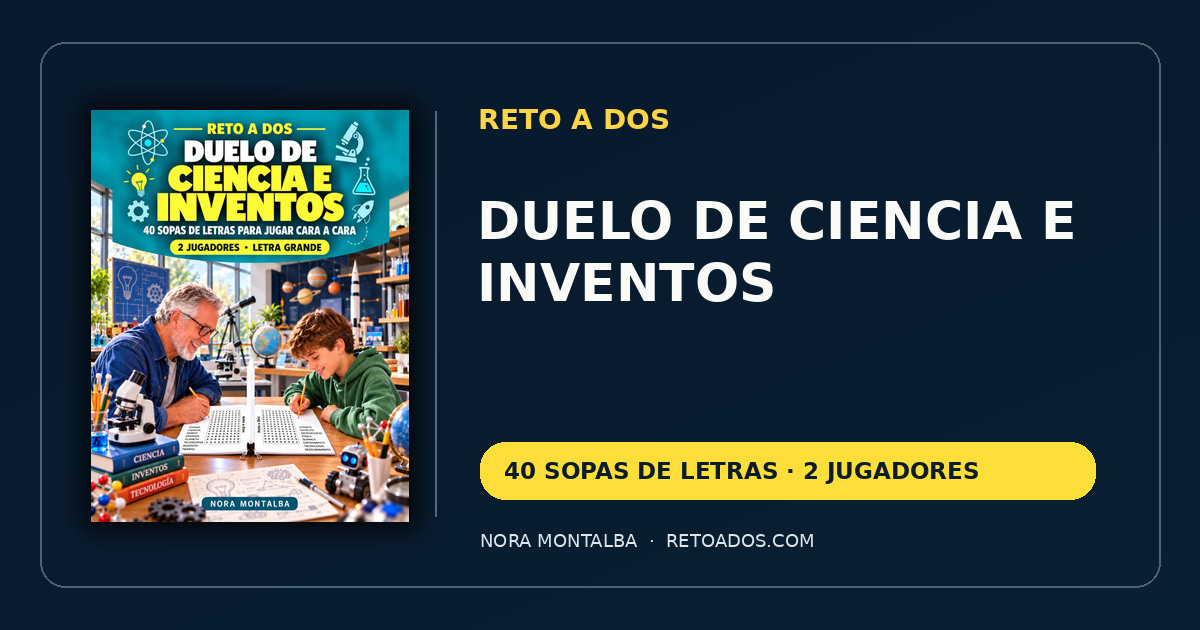 RETO A DOS
DUELO DE
CIENCIA E
INVENTOS
40 SOPAS DE LETRAS PARA JUGAR CARA A CARA
2 JUGADORES · LETRA GRANDE
CIENCIA
INVENTOS
TECNOLOGÍA
NORA MONTALBA
RETO A DOS
DUELO DE CIENCIA E
INVENTOS
40 SOPAS DE LETRAS · 2 JUGADORES
NORA MONTALBA · RETOADOS.COM